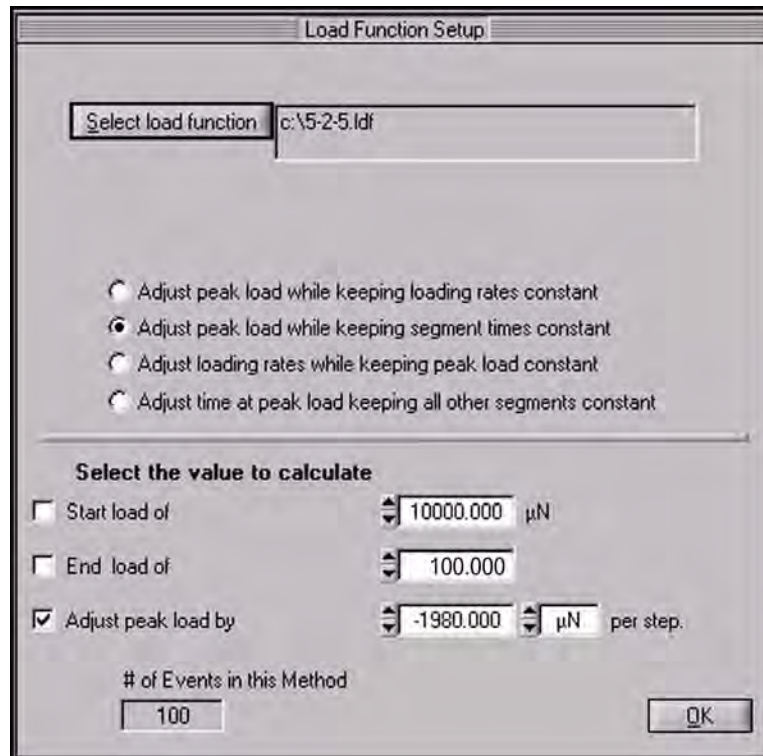 Load Function Setup
Select load function c:\5-2-5.ldf
Adjust peak load while keeping loading rates constant
Adjust peak load while keeping segment times constant
Adjust loading rates while keeping peak load constant
Adjust time at peak load keeping all other segments constant
Select the value to calculate
Start load of 10000.000 µN
End load of 100.000
Adjust peak load by -1980.000 µN per step.
# of Events in this Method
100
OK